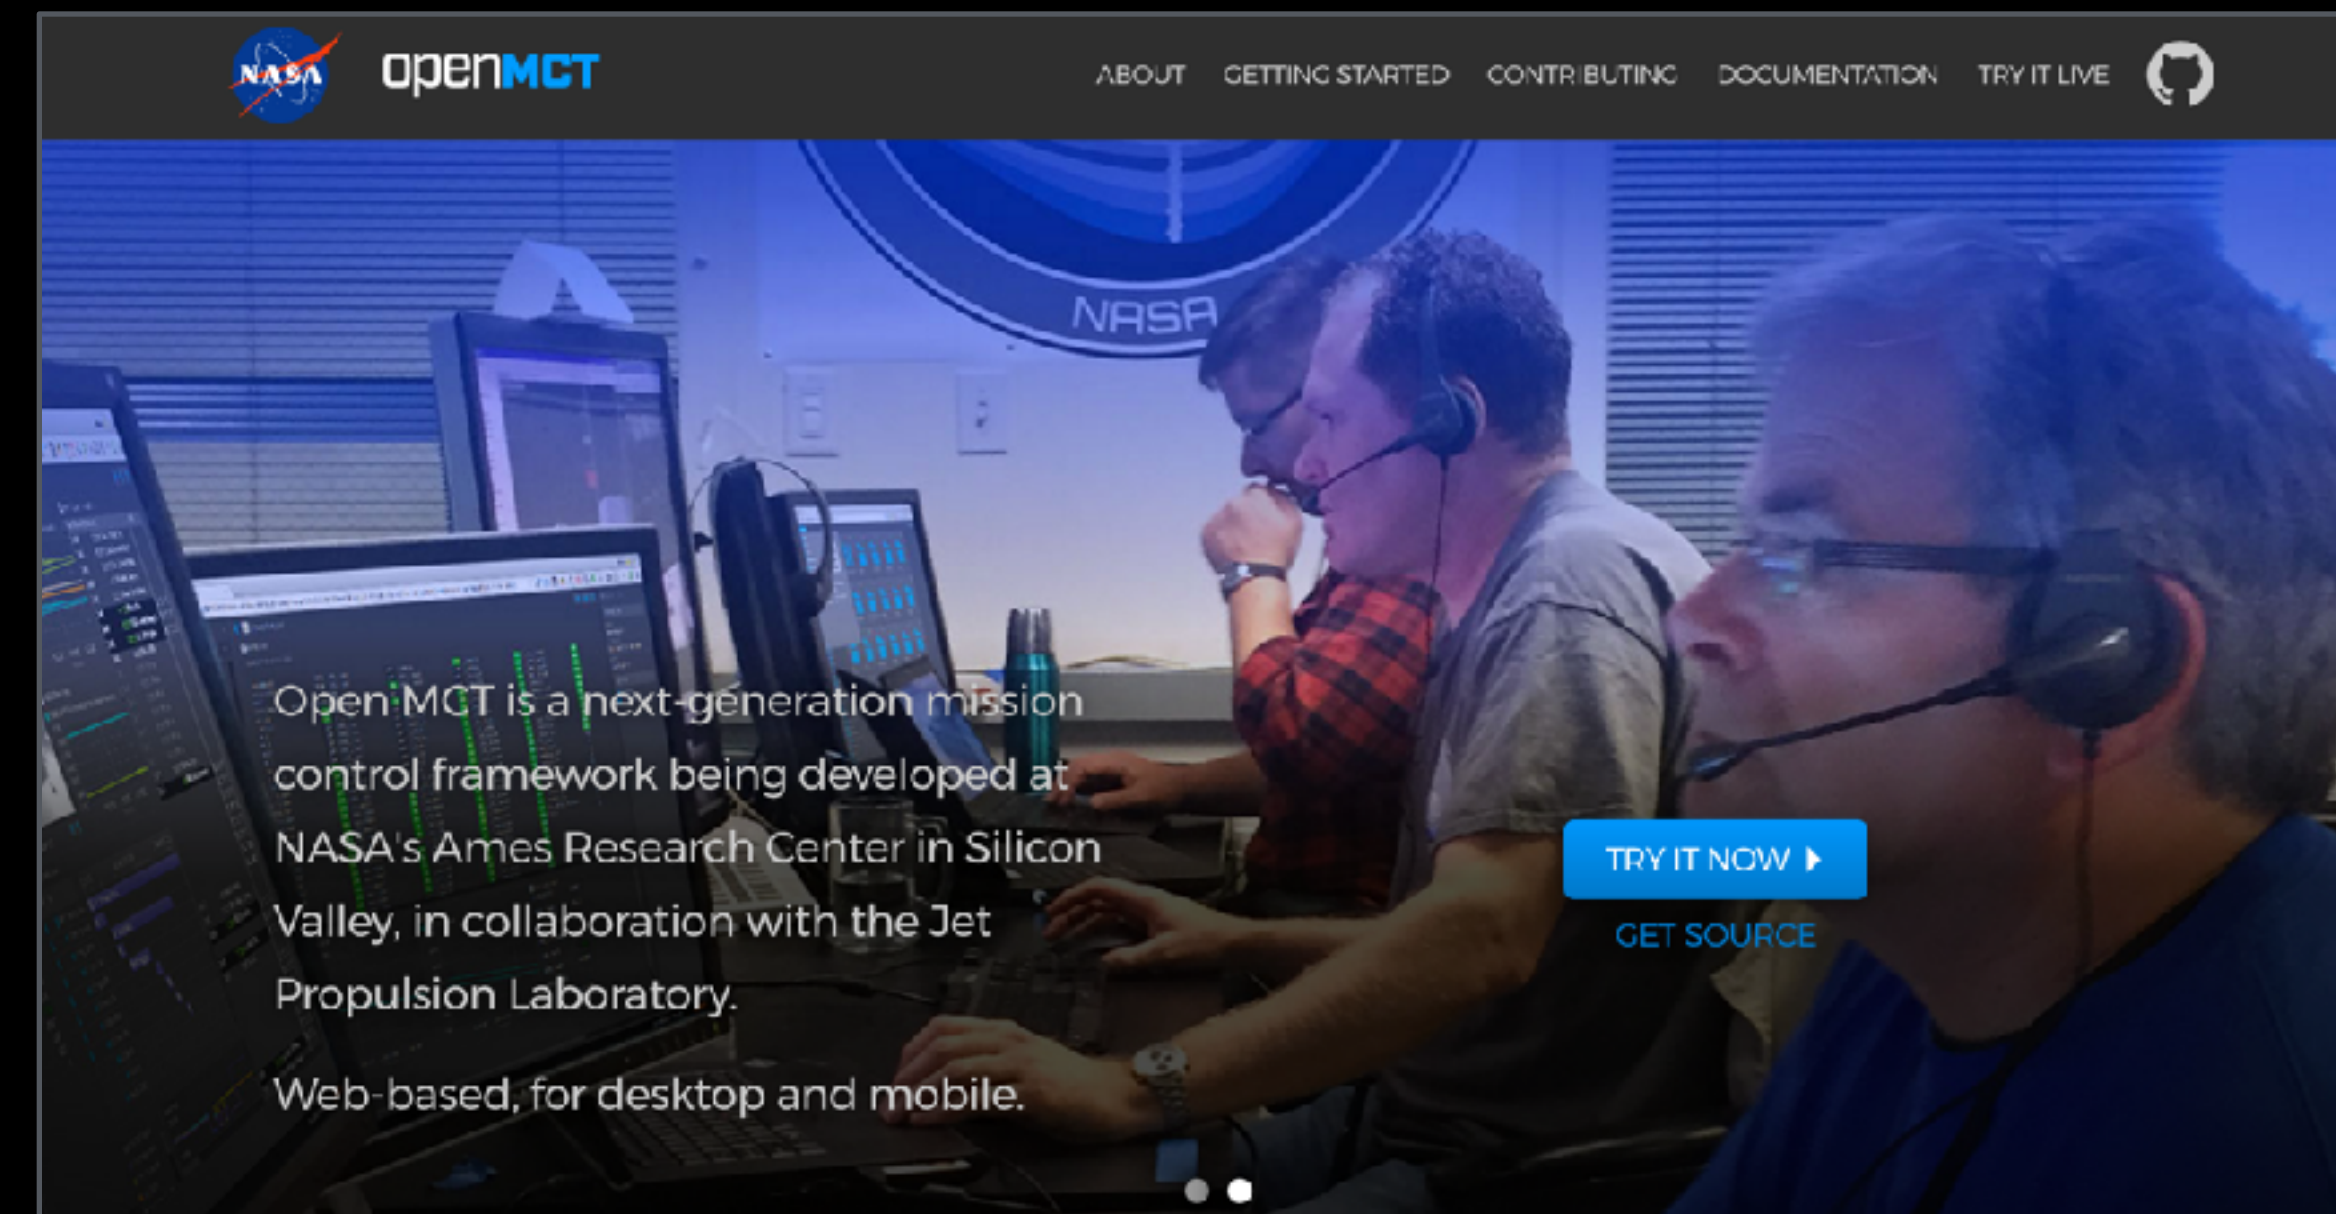 NASA
openMCT
ABOUT GETTING STARTED CONTRIBUTING DOCUMENTATION TRY IT LIVE
NASA
Open MCT is a next-generation mission
control framework being developed at
NASA's Ames Research Center in Silicon
Valley, in collaboration with the Jet
Propulsion Laboratory.
Web-based, for desktop and mobile.
TRY IT NOW
GET SOURCE